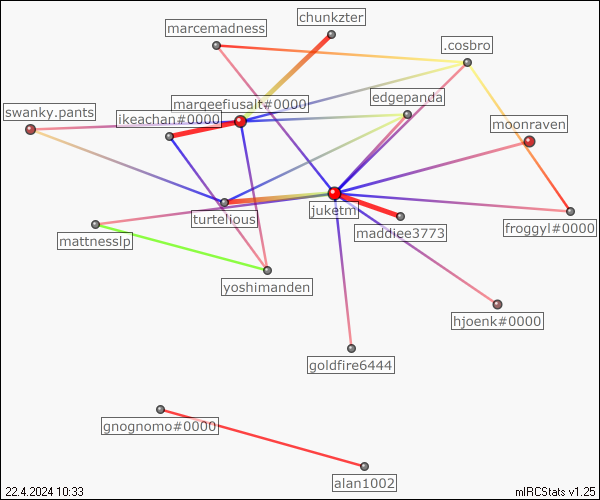 chunkzter
marcemadness
.cosbro
edgepanda
marqeefiusalt#0000
swanky.pants
ikeachan#0000
moonraven
juketm
turtelious
froggyl#0000
maddiee3773
mattnesslp
yoshimanden
hjoenk#0000
goldfire6444
gnognomo#0000
alan1002
22.4.2024 10:33
mIRCStats v1.25